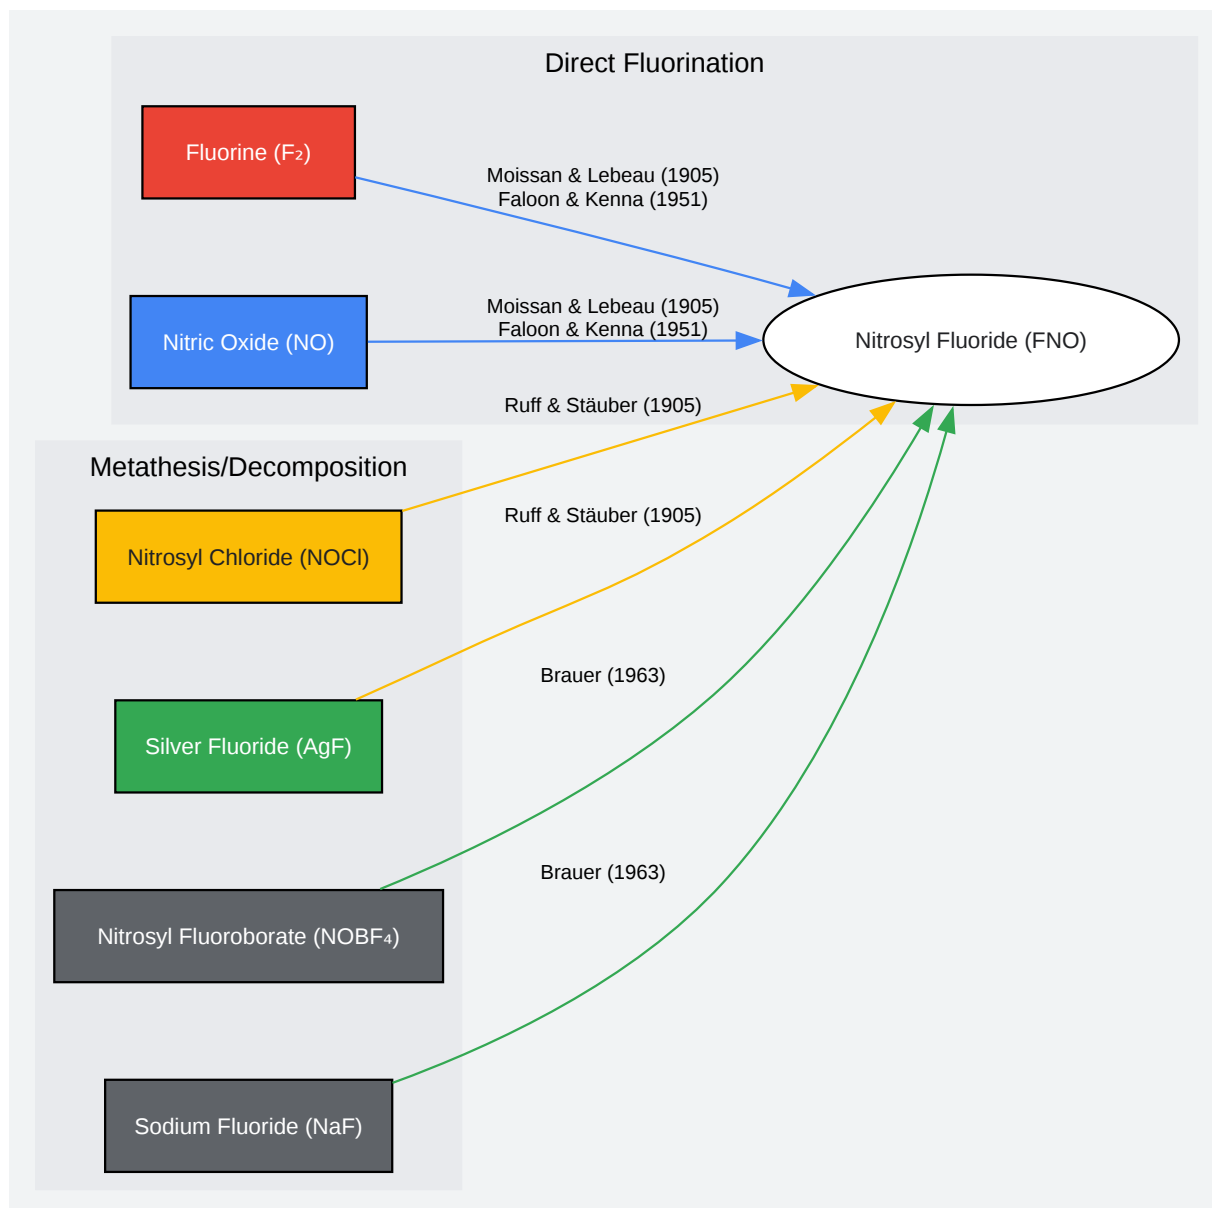 Direct Fluorination
Fluorine (F₂)
Moissan & Lebeau (1905)
Faloon & Kenna (1951)
Nitric Oxide (NO)
Moissan & Lebeau (1905)
Faloon & Kenna (1951)
Nitrosyl Fluoride (FNO)
Ruff & Stäuber (1905)
Metathesis/Decomposition
Nitrosyl Chloride (NOCl)
Ruff & Stäuber (1905)
Silver Fluoride (AgF)
Brauer (1963)
Nitrosyl Fluoroborate (NOBF₄)
Brauer (1963)
Sodium Fluoride (NaF)